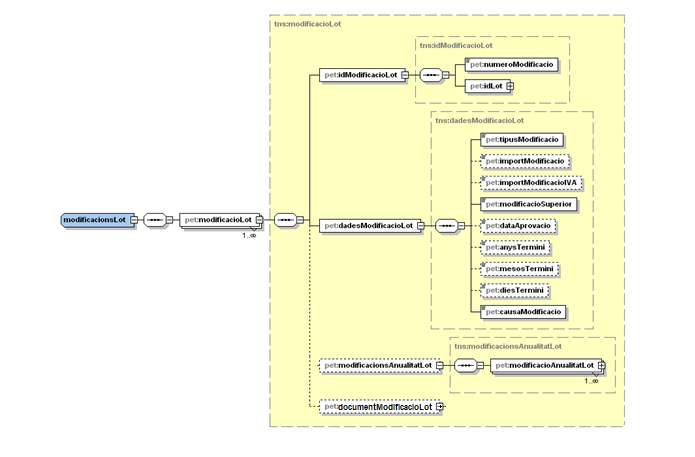 tns:modificacioLot
tns:idModificacioLot
pet:numeroModificacio
pet:idModificacioLot
pet:idLot
tns:dadesModificacioLot
pet:tipusModificacio
pet:importModificacio
pet:importModificacioIVA
pet:modificacioSuperior
modificacionsLot
pet:modificacioLot
1..∞
pet:dadesModificacioLot
pet:dataAprovacio
pet:anysTermini
pet:mesosTermini
pet:diesTermini
pet:causaModificacio
tns:modificacionsAnualitatLot
pet:modificacionsAnualitatLot
pet:modificacioAnualitatLot
1..∞
pet:documentModificacioLot